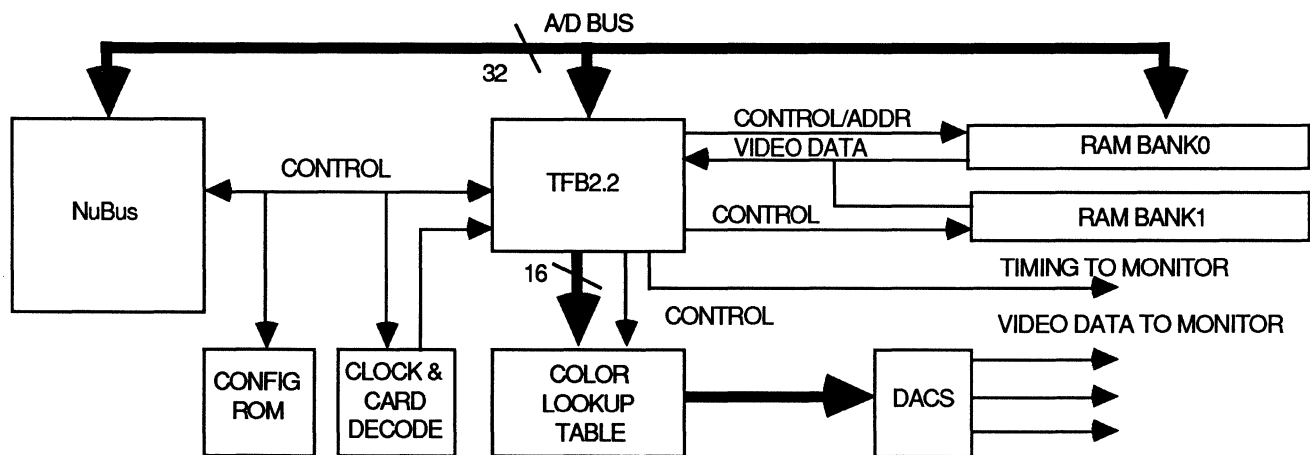 A/D BUS
32
CONTROL/ADDR
VIDEO DATA
RAM BANK0
NuBus
CONTROL
TFB2.2
RAM BANK1
CONTROL
16
TIMING TO MONITOR
CONTROL
VIDEO DATA TO MONITOR
CONFIG
ROM
CLOCK &
CARD
DECODE
COLOR
LOOKUP
TABLE
DACS